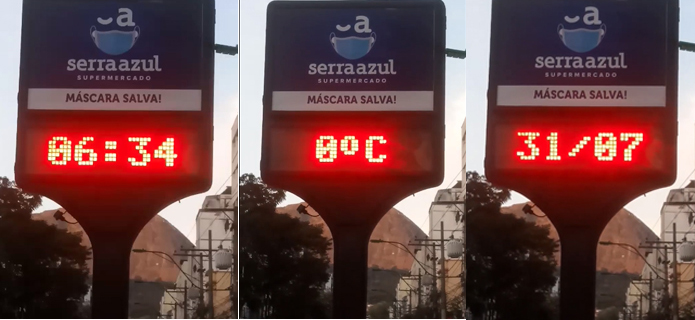 serraazul
SUPERMERCADO
MÁSCARA SALVA!
06:34
serraazul
SUPERMERCADO
MÁSCARA SALVA!
0ºC
serraazul
SUPERMERCADO
MÁSCARA SALVA!
31/07